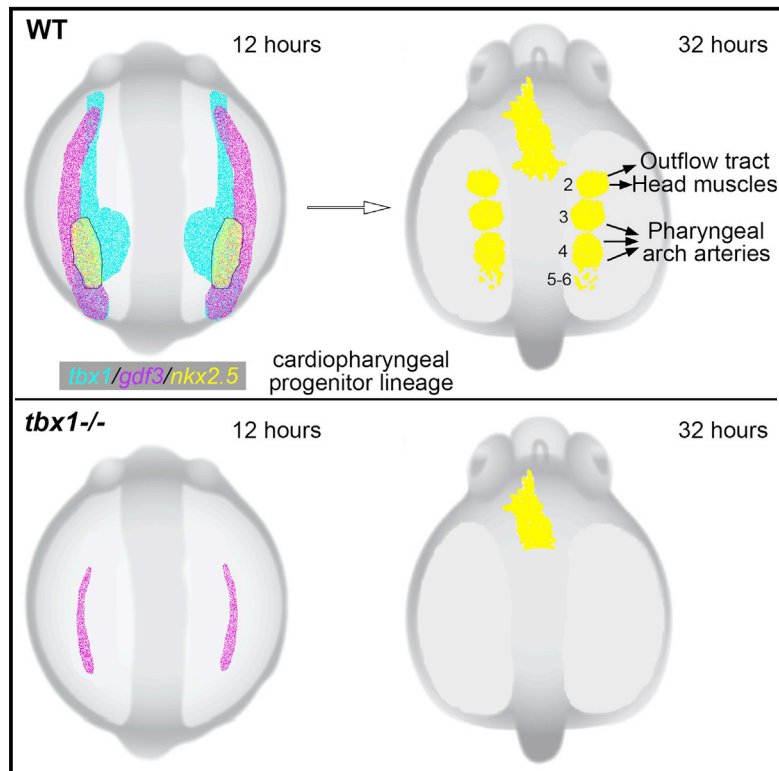 WT
12 hours
32 hours
Outflow tract
2
Head muscles
3
Pharyngeal
4
arch arteries
5-6
tbx1/gdf3/nkx2.5
cardiopharyngeal
progenitor lineage
tbx1-/-
12 hours
32 hours